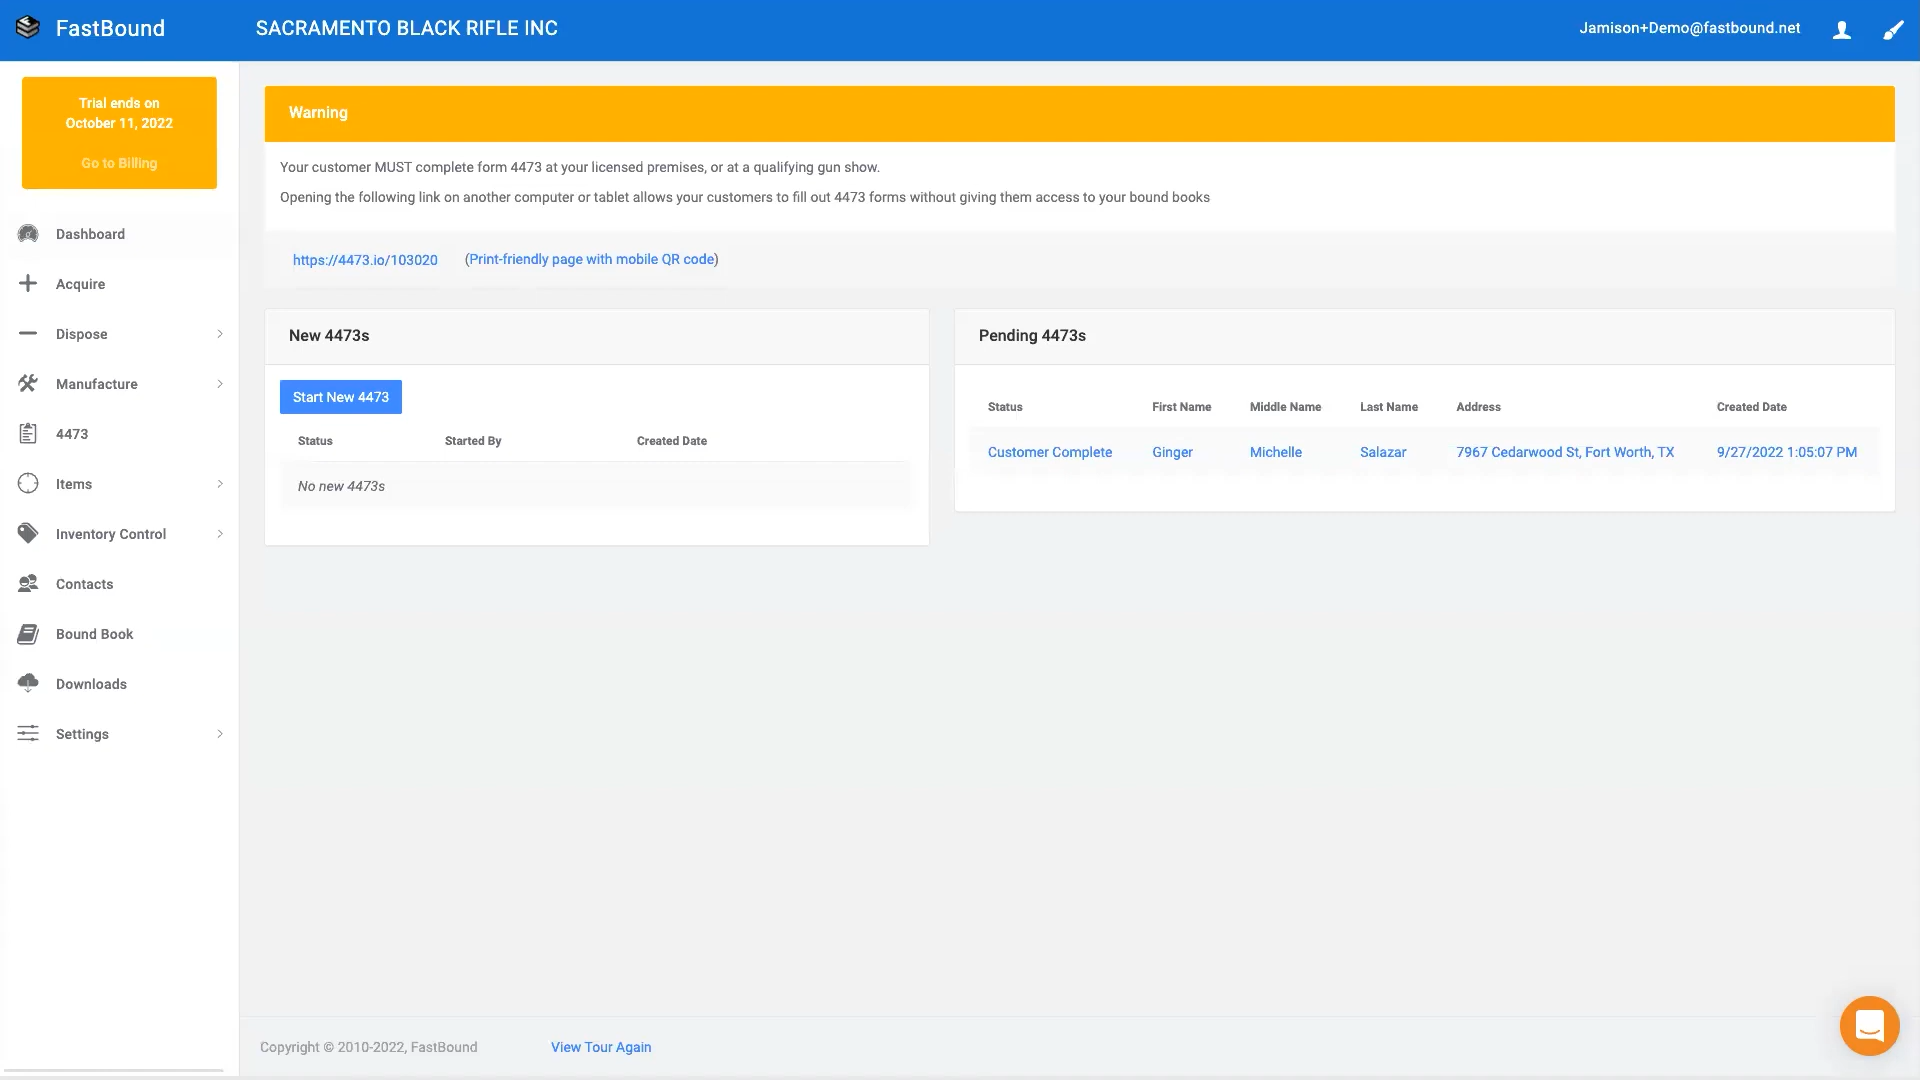 FastBound
SACRAMENTO BLACK RIFLE INC
Jamison+Demo@fastbound.net
Trial ends on
October 11, 2022
Go to Billing
Dashboard
Acquire
Dispose
Manufacture
4473
Items
Inventory Control
Contacts
Bound Book
Downloads
Settings
Warning
Your customer MUST complete form 4473 at your licensed premises, or at a qualifying gun show.
Opening the following link on another computer or tablet allows your customers to fill out 4473 forms without giving them access to your bound books
https://4473.io/103020 (Print-friendly page with mobile QR code)
New 4473s
Start New 4473
Status Started By Created Date
No new 4473s
Pending 4473s
Status First Name Middle Name Last Name Address Created Date
Customer Complete Ginger Michelle Salazar 7967 Cedarwood St, Fort Worth, TX 9/27/2022 1:05:07 PM
Copyright © 2010-2022, FastBound View Tour Again